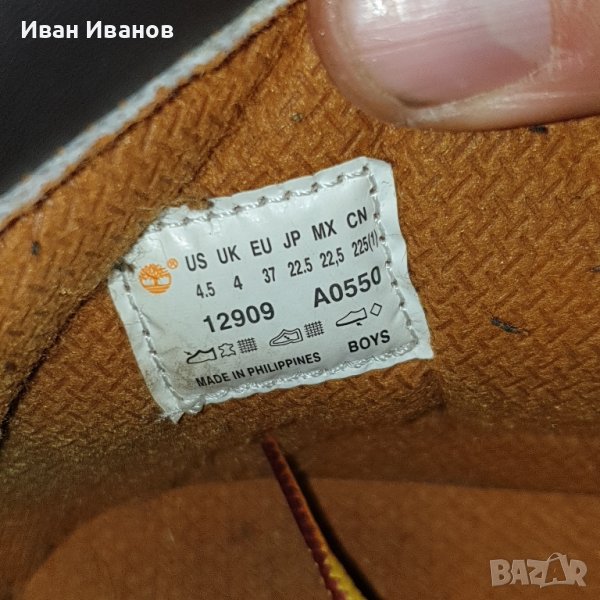 Иван Иванов
® US UK EU JP MX CN
4.5 4 37 22.5 22,5 225(1)
12909 A0550
BOYS
MADE IN PHILIPPINES
BAZAR